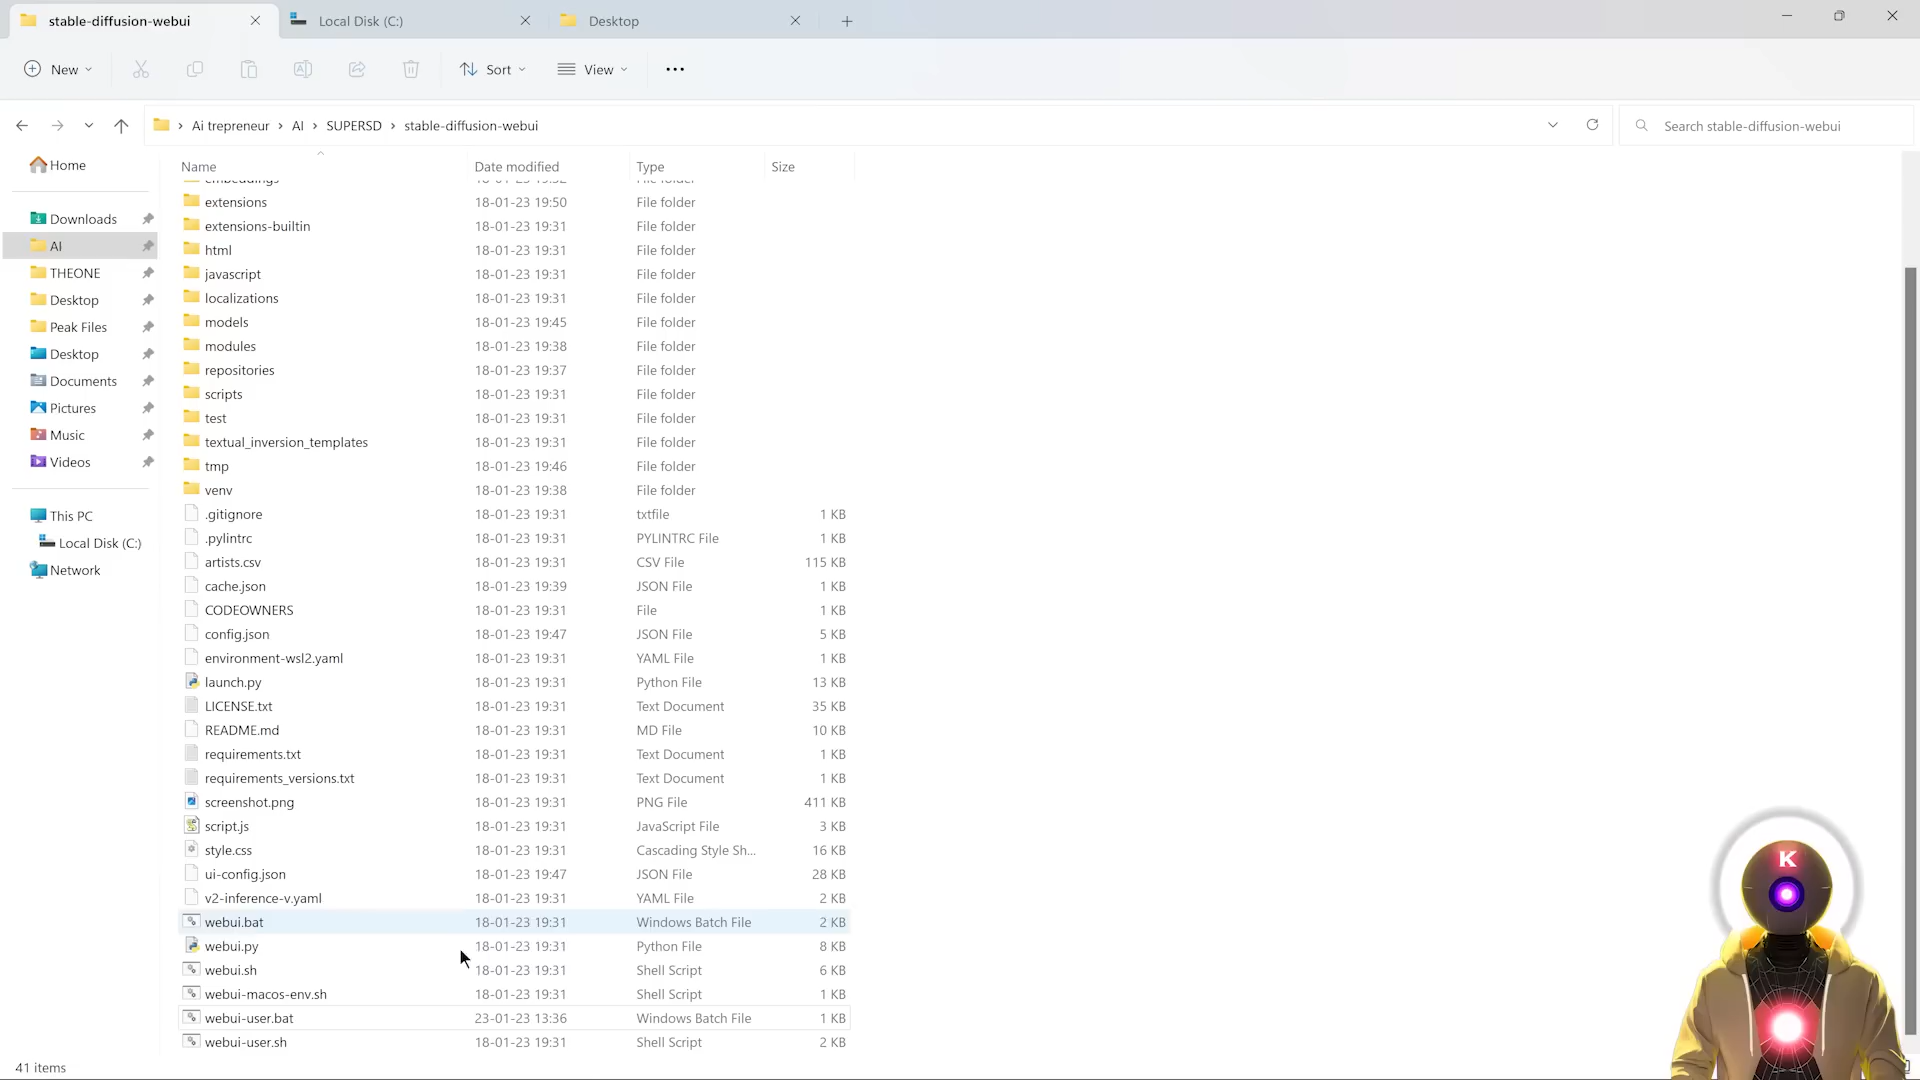 stable-diffusion-webui
Local Disk (C:)
Desktop
New
Sort
View
Ai trepreneur > AI > SUPERSD > stable-diffusion-webui
Search stable-diffusion-webui
Home
Downloads
AI
THEONE
Desktop
Peak Files
Desktop
Documents
Pictures
Music
Videos
This PC
Local Disk (C:)
Network
Name Date modified Type Size
embeddings 18-01-23 19:32 File folder
extensions 18-01-23 19:50 File folder
extensions-builtin 18-01-23 19:31 File folder
html 18-01-23 19:31 File folder
javascript 18-01-23 19:31 File folder
localizations 18-01-23 19:31 File folder
models 18-01-23 19:45 File folder
modules 18-01-23 19:38 File folder
repositories 18-01-23 19:37 File folder
scripts 18-01-23 19:31 File folder
test 18-01-23 19:31 File folder
textual_inversion_templates 18-01-23 19:31 File folder
tmp 18-01-23 19:46 File folder
venv 18-01-23 19:38 File folder
.gitignore 18-01-23 19:31 txtfile 1 KB
.pylintrc 18-01-23 19:31 PYLINTRC File 1 KB
artists.csv 18-01-23 19:31 CSV File 115 KB
cache.json 18-01-23 19:39 JSON File 1 KB
CODEOWNERS 18-01-23 19:31 File 1 KB
config.json 18-01-23 19:47 JSON File 5 KB
environment-wsl2.yaml 18-01-23 19:31 YAML File 1 KB
launch.py 18-01-23 19:31 Python File 13 KB
LICENSE.txt 18-01-23 19:31 Text Document 35 KB
README.md 18-01-23 19:31 MD File 10 KB
requirements.txt 18-01-23 19:31 Text Document 1 KB
requirements_versions.txt 18-01-23 19:31 Text Document 1 KB
screenshot.png 18-01-23 19:31 PNG File 411 KB
script.js 18-01-23 19:31 JavaScript File 3 KB
style.css 18-01-23 19:31 Cascading Style Sh... 16 KB
ui-config.json 18-01-23 19:47 JSON File 28 KB
v2-inference-v.yaml 18-01-23 19:31 YAML File 2 KB
webui.bat 18-01-23 19:31 Windows Batch File 2 KB
webui.py 18-01-23 19:31 Python File 8 KB
webui.sh 18-01-23 19:31 Shell Script 6 KB
webui-macos-env.sh 18-01-23 19:31 Shell Script 1 KB
webui-user.bat 23-01-23 13:36 Windows Batch File 1 KB
webui-user.sh 18-01-23 19:31 Shell Script 2 KB
41 items
K